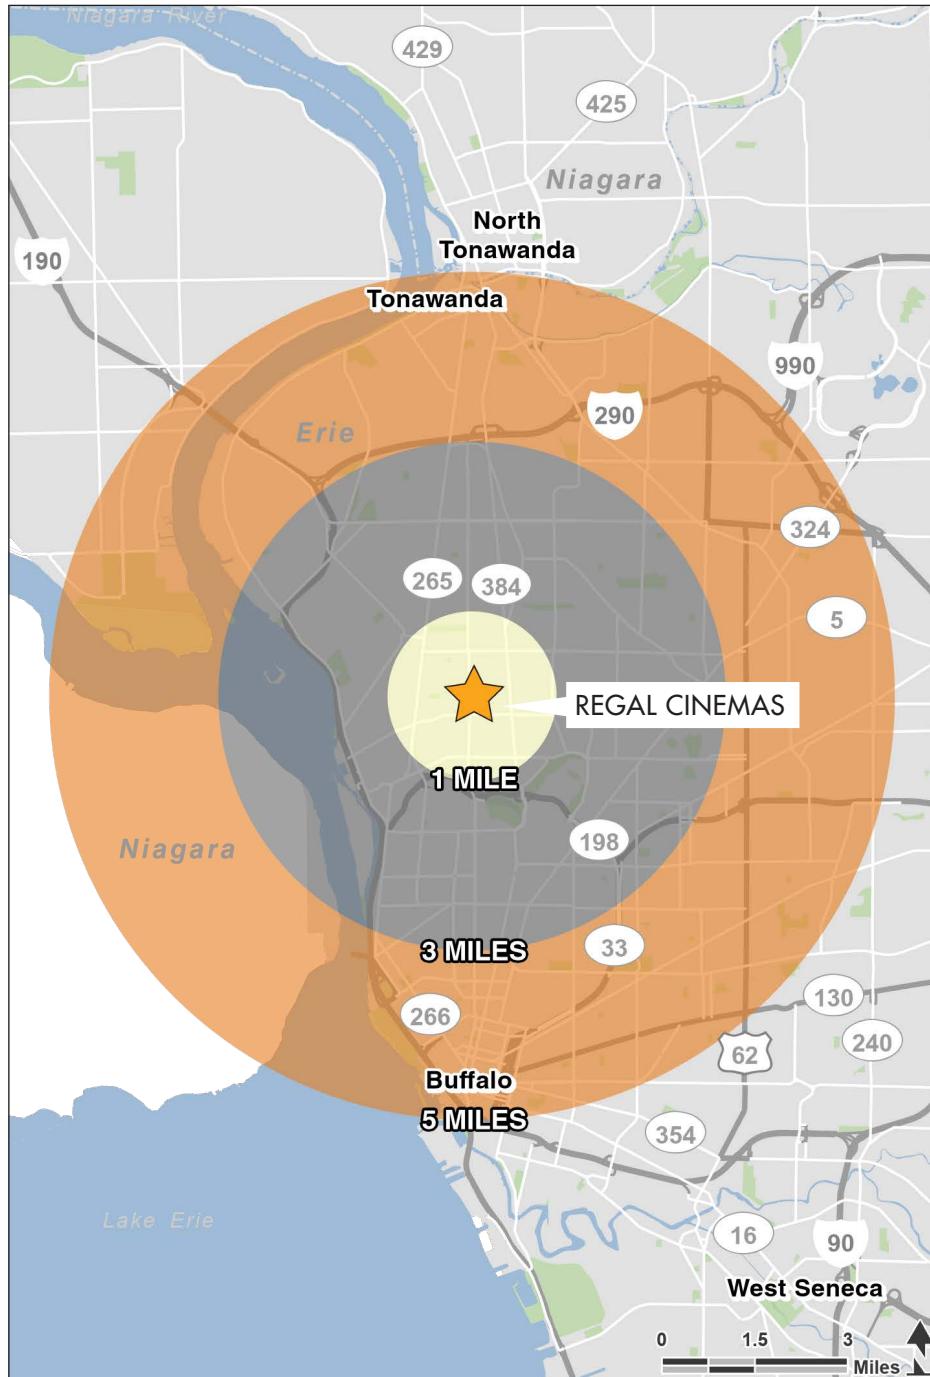 Niagara River
429
425
Niagara
North
Tonawanda
190
Tonawanda
990
290
Erie
324
265
384
5
REGAL CINEMAS
1 MILE
198
Niagara
3 MILES
33
130
266
240
62
Buffalo
5 MILES
354
Lake Erie
16
90
West Seneca
0 1.5 3
Miles